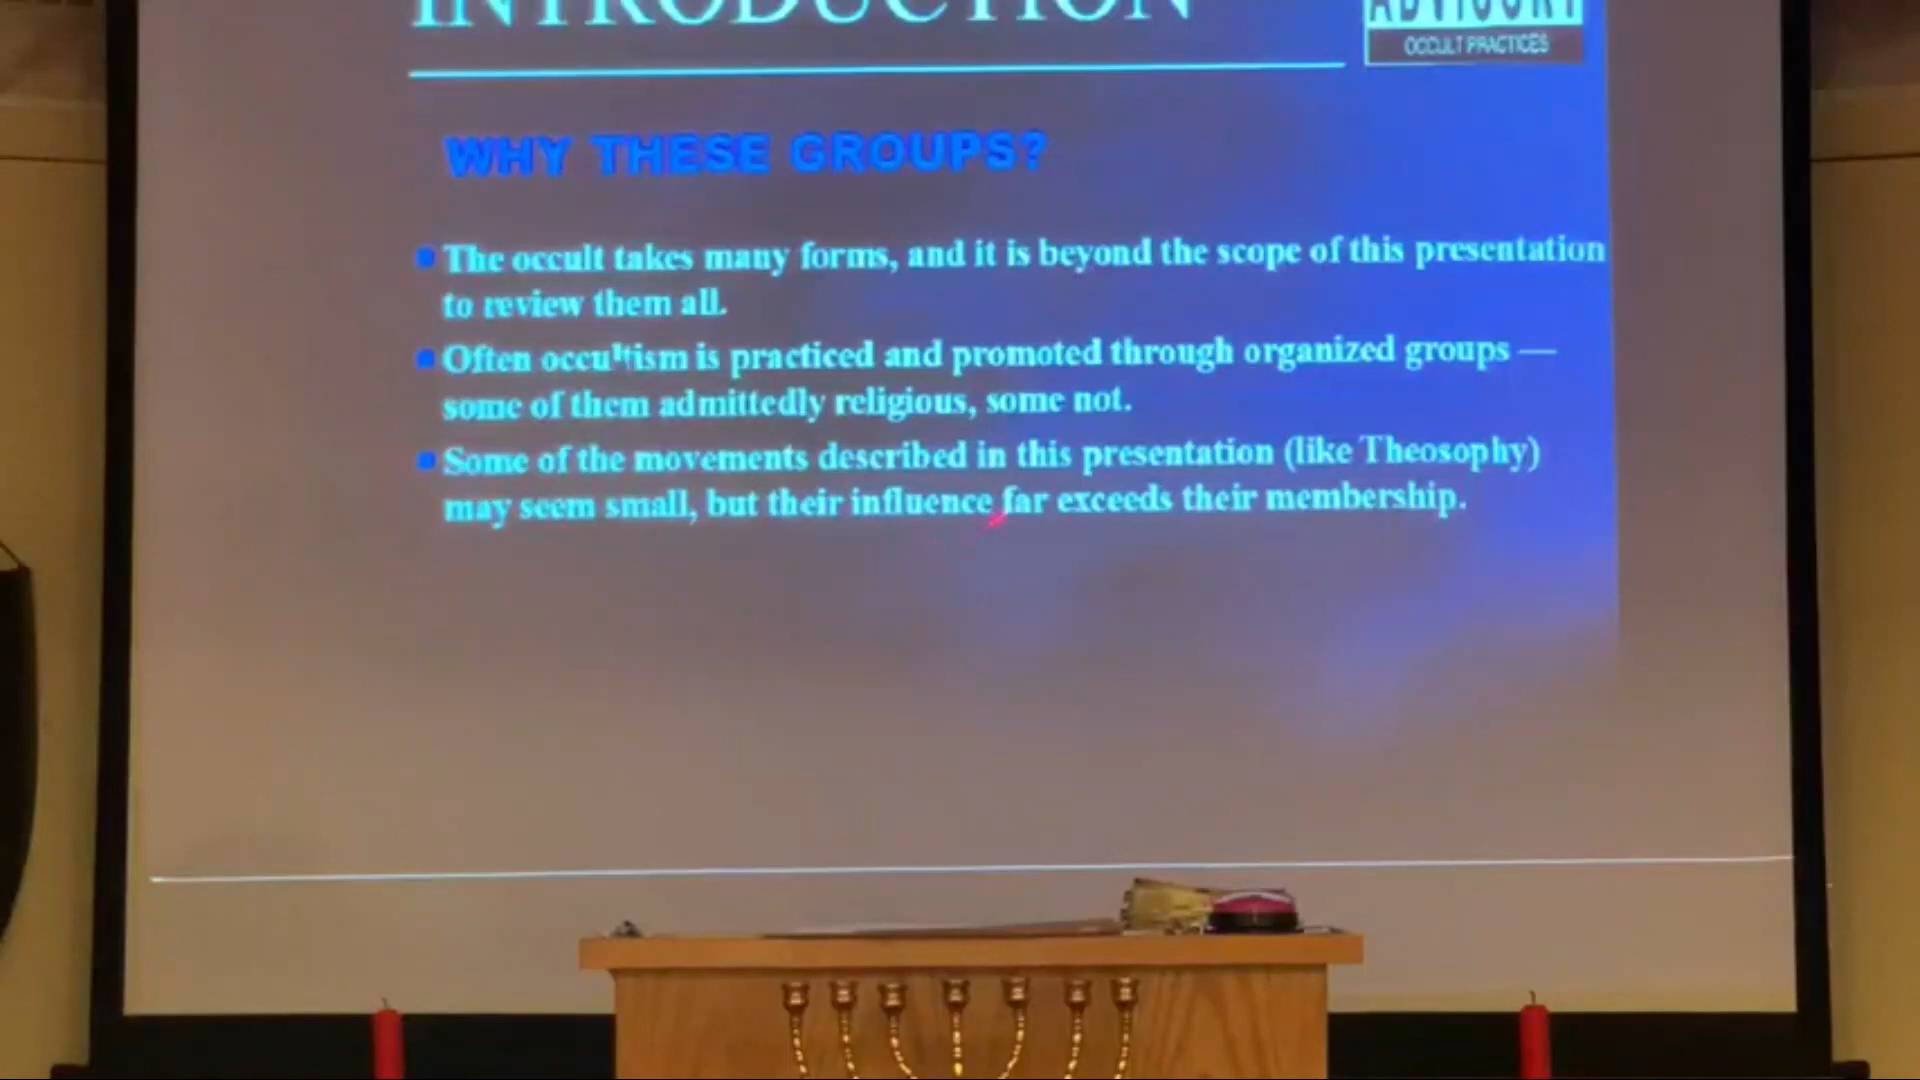 INTRODUCTION
ADVISORY
OCCULT PRACTICES
WHY THESE GROUPS?
The occult takes many forms, and it is beyond the scope of this presentation
to review them all.
Often occultism is practiced and promoted through organized groups —
some of them admittedly religious, some not.
Some of the movements described in this presentation (like Theosophy)
may seem small, but their influence far exceeds their membership.